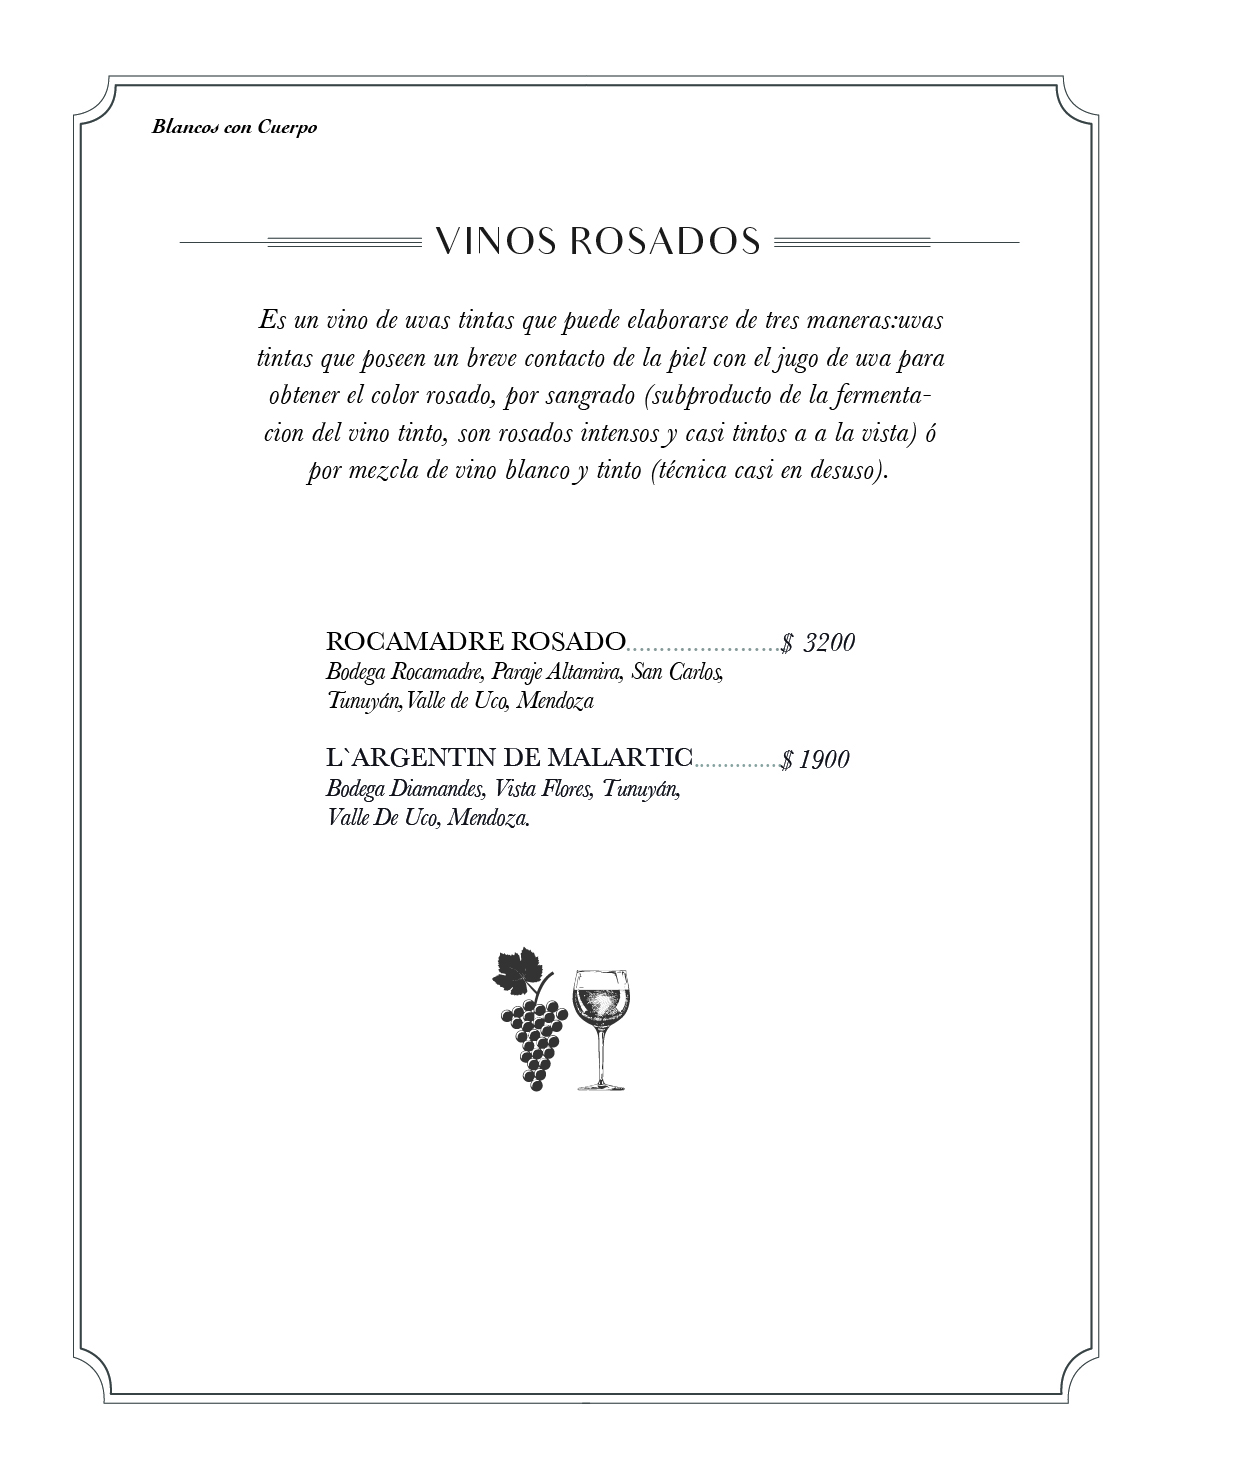 Blancos con Cuerpo
VINOS ROSADOS
Es un vino de uvas tintas que puede elaborarse de tres maneras:uvas
tintas que poseen un breve contacto de la piel con el jugo de uva para
obtener el color rosado, por sangrado (subproducto de la fermenta-
cion del vino tinto, son rosados intensos y casi tintos a a la vista) ó
por mezcla de vino blanco y tinto (técnica casi en desuso).
ROCAMADRE ROSADO.......................$ 3200
Bodega Rocamadre, Paraje Altamira, San Carlos,
Tunuyán,Valle de Uco, Mendoza
L`ARGENTIN DE MALARTIC..............$ 1900
Bodega Diamandes, Vista Flores, Tunuyán,
Valle De Uco, Mendoza.